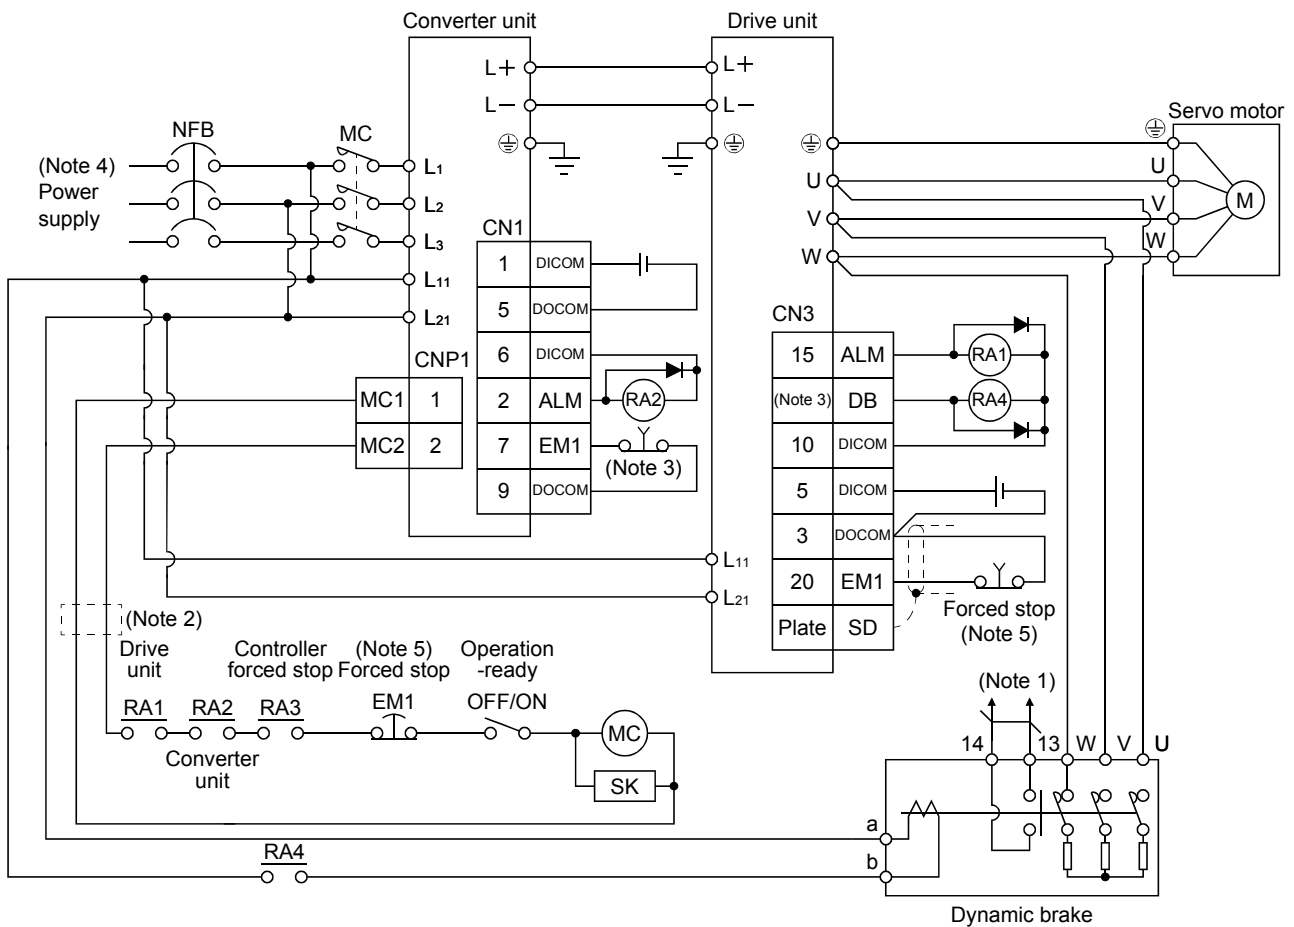 Converter unit
Drive unit
L+
L−
L+
L−
Servo motor
NFB
MC
(Note 4)
Power
supply
L1
L2
L3
L11
L21
U
V
W
U
V
W
M
CN1
1 DICOM
5 DOCOM
6 DICOM
2 ALM
7 EM1
9 DOCOM
RA2
(Note 3)
CNP1
MC1 1
MC2 2
CN3
15 ALM
(Note 3) DB
10 DICOM
5 DICOM
3 DOCOM
20 EM1
Plate SD
RA1
RA4
L11
L21
Forced stop
(Note 5)
(Note 2)
Drive
unit
Controller
forced stop
(Note 5)
Forced stop
Operation
-ready
RA1
RA2
RA3
EM1
OFF/ON
Converter
unit
MC
SK
(Note 1)
14 13 W V U
a
b
RA4
Dynamic brake